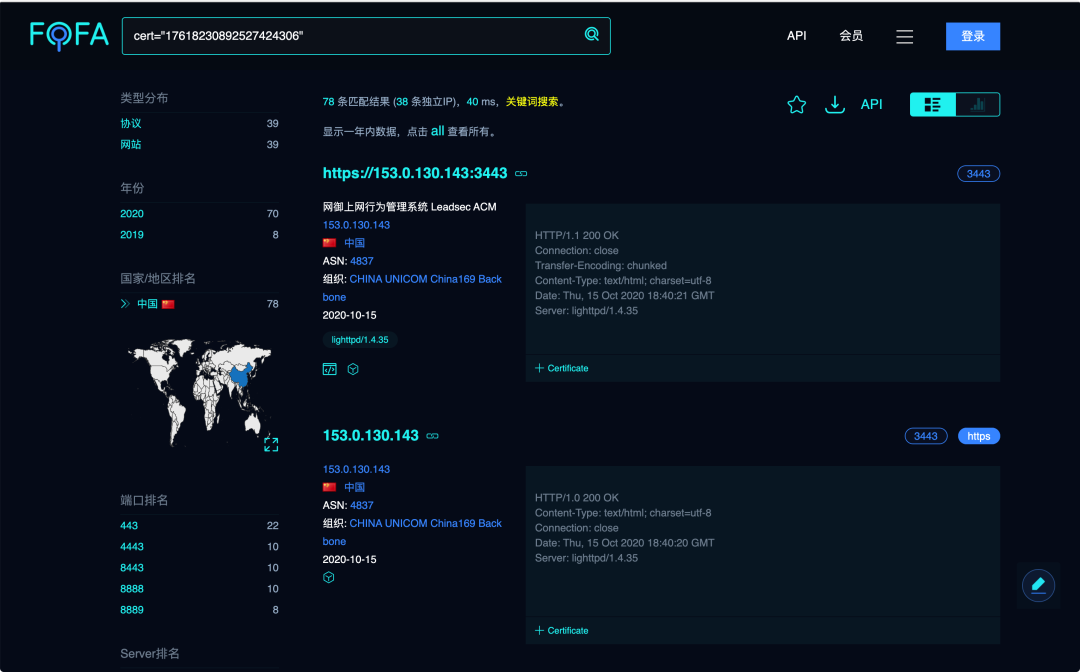 FOFA
cert="17618230892527424306"
API
会员
登录
类型分布
协议 39
网站 39
年份
2020 70
2019 8
国家/地区排名
中国 78
端口排名
443 22
4443 10
8443 10
8888 10
8889 8
Server排名
78 条匹配结果 (38 条独立IP)，40 ms，关键词搜索。
显示一年内数据，点击 all 查看所有。
API
https://153.0.130.143:3443
3443
网御上网行为管理系统 Leadsec ACM
153.0.130.143
中国
ASN: 4837
组织: CHINA UNICOM China169 Back
bone
2020-10-15
lighttpd/1.4.35
HTTP/1.1 200 OK
Connection: close
Transfer-Encoding: chunked
Content-Type: text/html; charset=utf-8
Date: Thu, 15 Oct 2020 18:40:21 GMT
Server: lighttpd/1.4.35
+ Certificate
153.0.130.143
3443
https
153.0.130.143
中国
ASN: 4837
组织: CHINA UNICOM China169 Back
bone
2020-10-15
HTTP/1.0 200 OK
Content-Type: text/html; charset=utf-8
Connection: close
Date: Thu, 15 Oct 2020 18:40:20 GMT
Server: lighttpd/1.4.35
+ Certificate